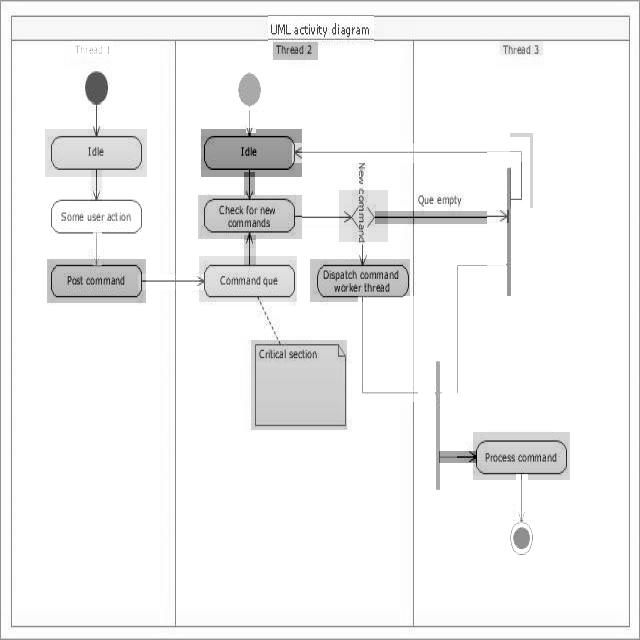 UML activity diagram
Thread 1
Thread 2
Thread 3
Idle
Idle
New command
Some user action
Check for new
commands
Que empty
Post command
Command que
Dispatch command
worker thread
Critical section
Process command